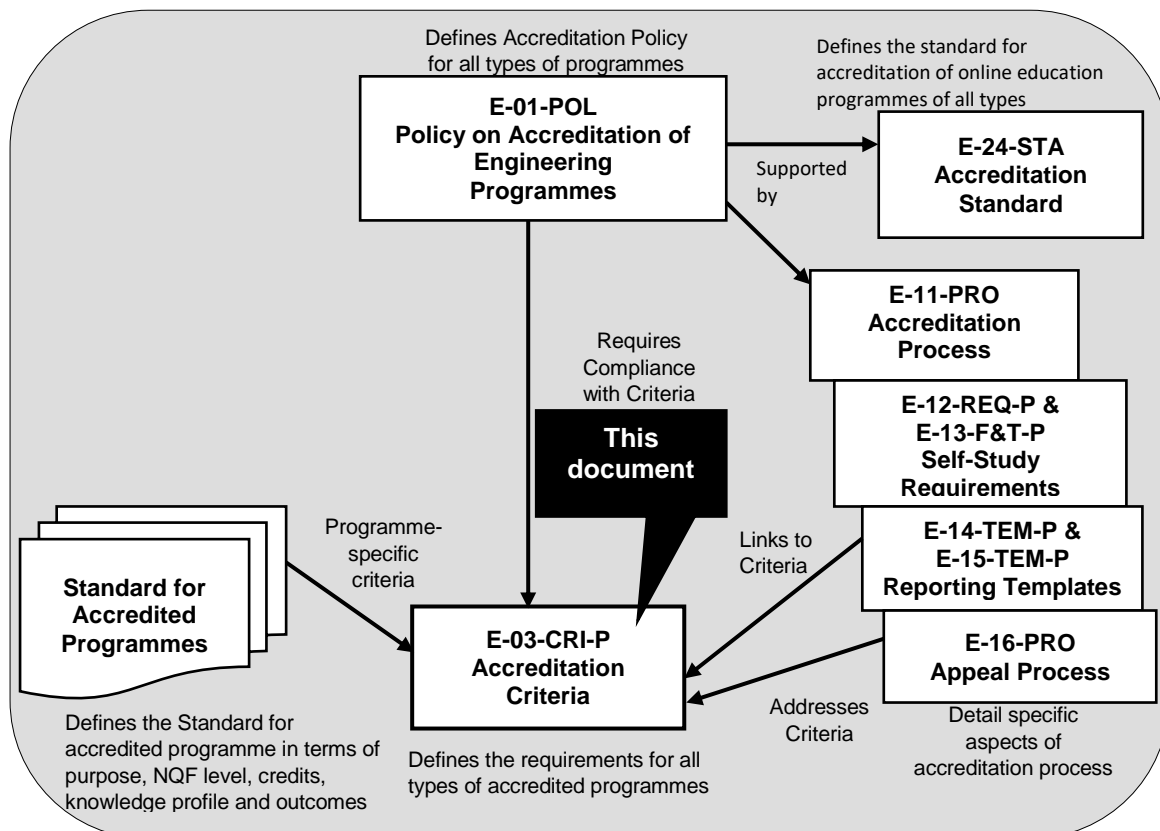 Defines Accreditation Policy
for all types of programmes
E-01-POL
Policy on Accreditation of
Engineering
Programmes
Defines the standard for
accreditation of online education
programmes of all types
E-24-STA
Accreditation
Standard
Supported
by
E-11-PRO
Accreditation
Process
Requires
Compliance
with Criteria
This
document
E-12-REQ-P &
E-13-F&T-P
Self-Study
Requirements
Programme-
specific
criteria
Links to
Criteria
E-14-TEM-P &
E-15-TEM-P
Reporting Templates
Standard for
Accredited
Programmes
E-03-CRI-P
Accreditation
Criteria
E-16-PRO
Appeal Process
Addresses
Criteria
Detail specific
aspects of
accreditation process
Defines the Standard for
accredited programme in terms of
purpose, NQF level, credits,
knowledge profile and outcomes
Defines the requirements for all
types of accredited programmes